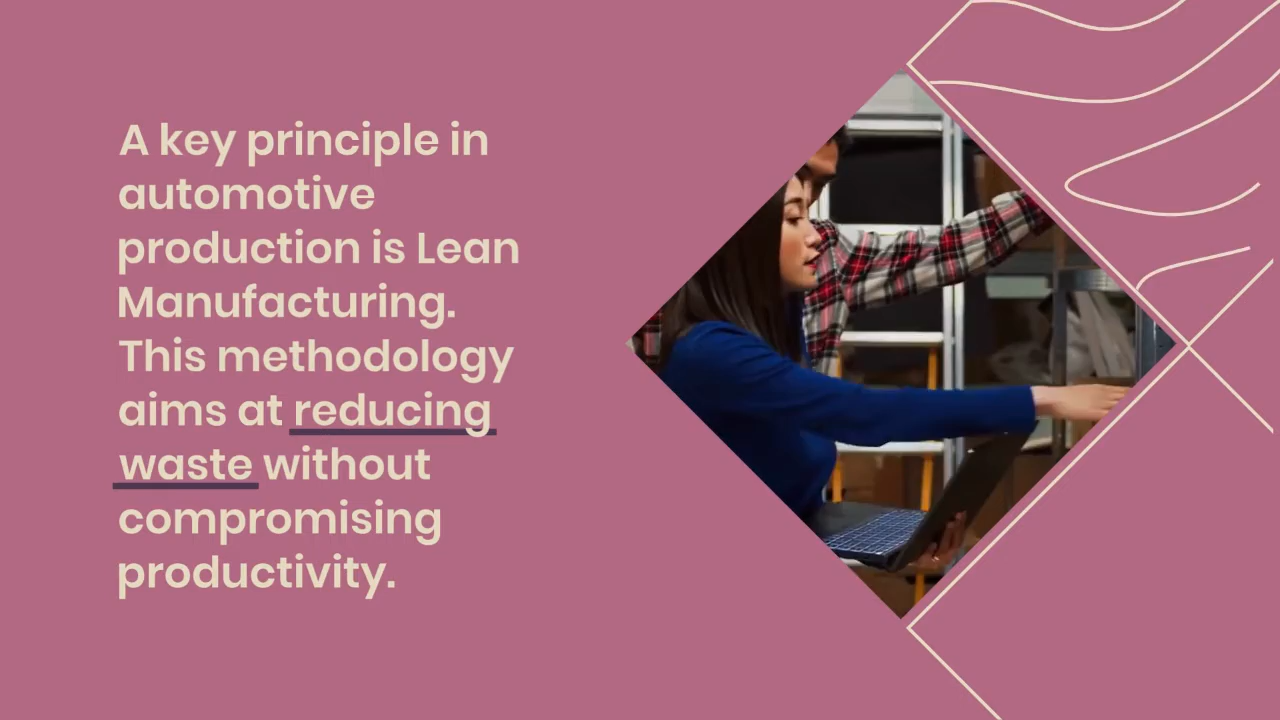 A key principle in
automotive
production is Lean
Manufacturing.
This methodology
aims at reducing
waste without
compromising
productivity.